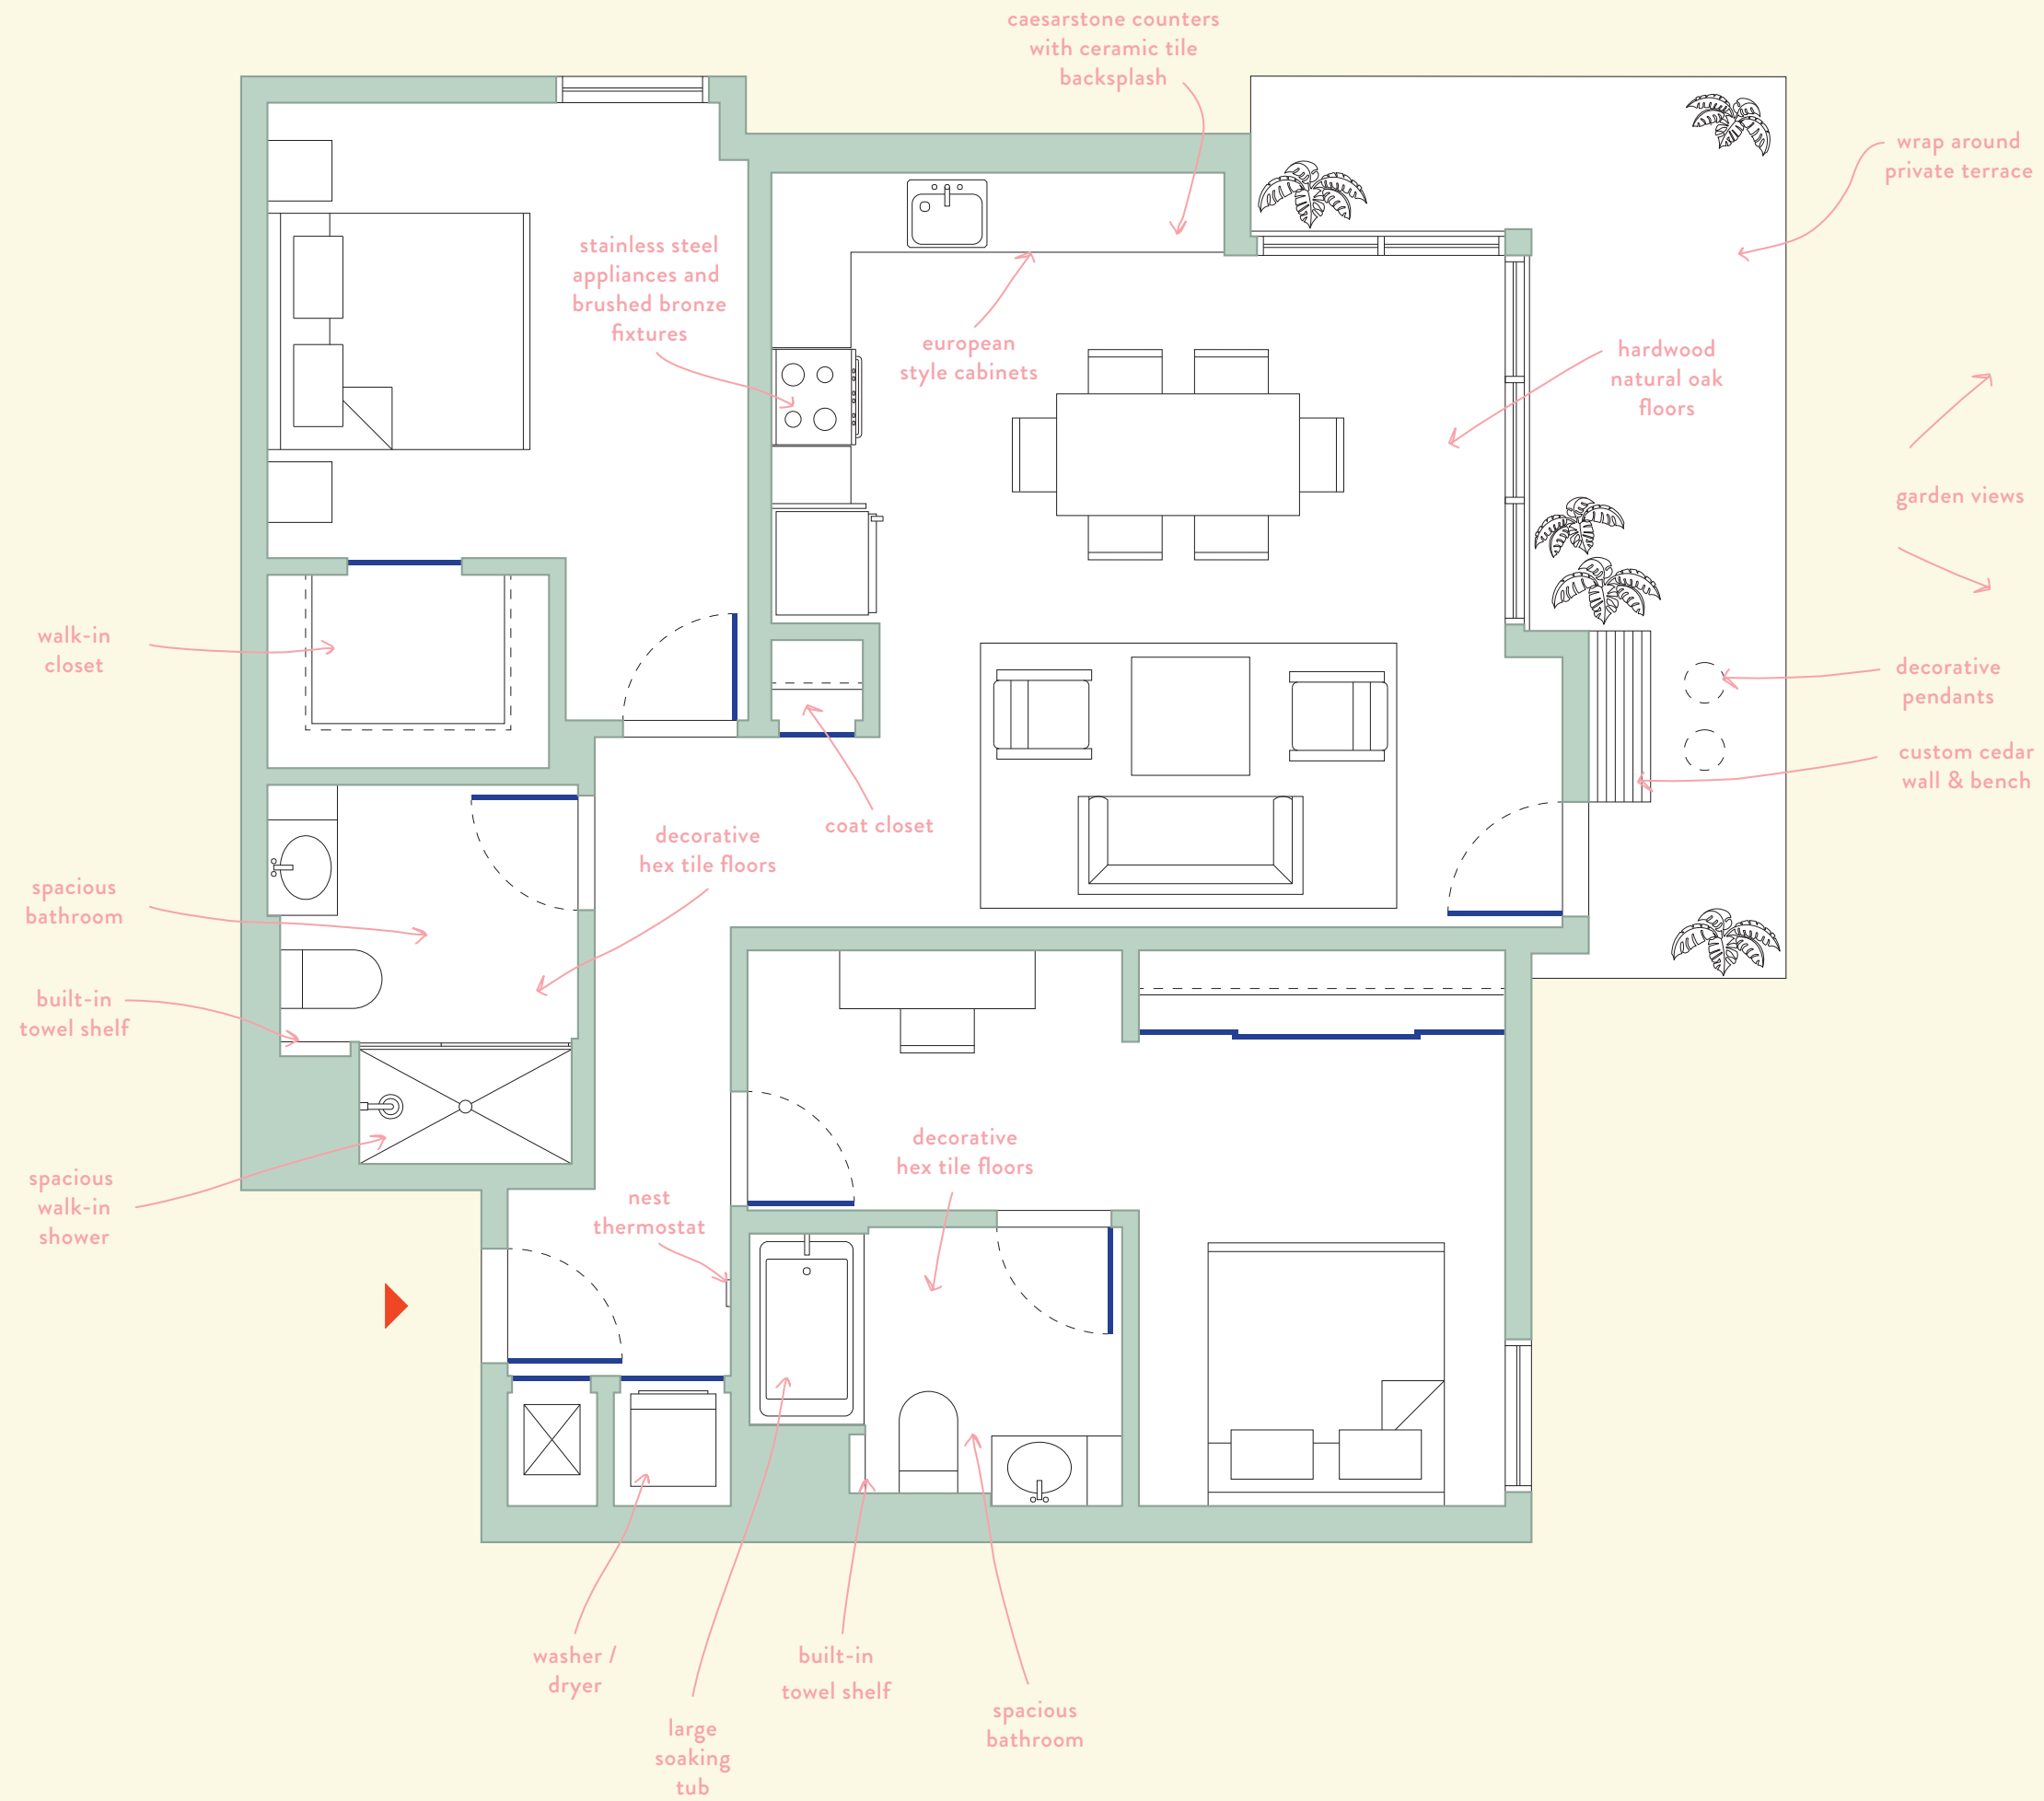 caesarstone counters
with ceramic tile
backsplash
wrap around
private terrace
stainless steel
appliances and
brushed bronze
fixtures
european
style cabinets
hardwood
natural oak
floors
garden views
walk-in
closet
decorative
pendants
custom cedar
wall & bench
coat closet
decorative
hex tile floors
spacious
bathroom
built-in
towel shelf
spacious
walk-in
shower
nest
thermostat
decorative
hex tile floors
washer /
dryer
large
soaking
tub
built-in
towel shelf
spacious
bathroom